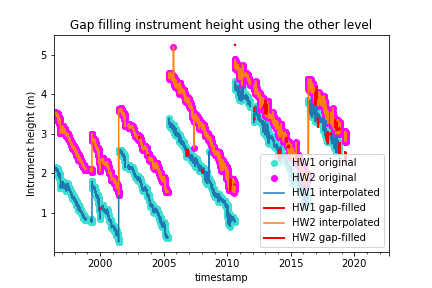 Gap filling instrument height using the other level
Intrument height (m)
5
4
3
2
1
HW1 original
HW2 original
HW1 interpolated
HW1 gap-filled
HW2 interpolated
HW2 gap-filled
2000
2005
2010
2015
2020
timestamp